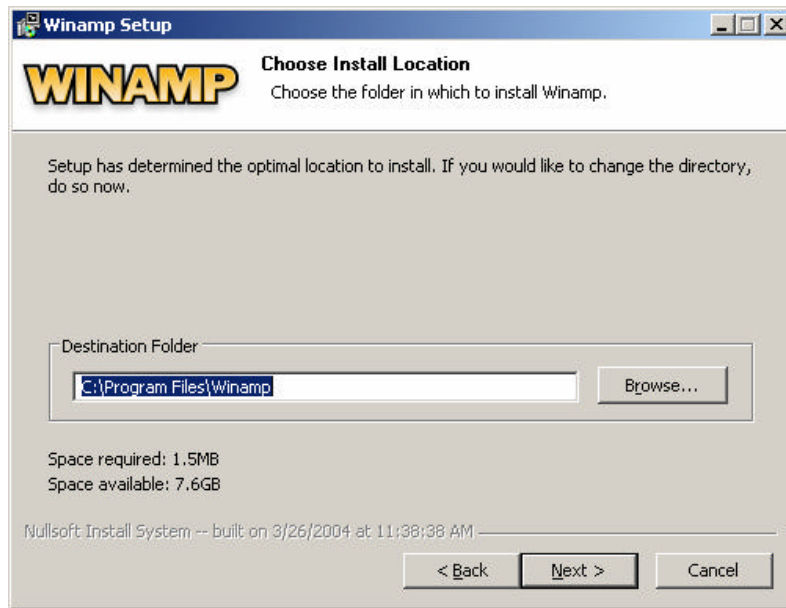 Winamp Setup
WINAMP
Choose Install Location
Choose the folder in which to install Winamp.
Setup has determined the optimal location to install. If you would like to change the directory,
do so now.
Destination Folder
C:\Program Files\Winamp
Browse...
Space required: 1.5MB
Space available: 7.6GB
Nullsoft Install System -- built on 3/26/2004 at 11:38:38 AM
< Back
Next >
Cancel